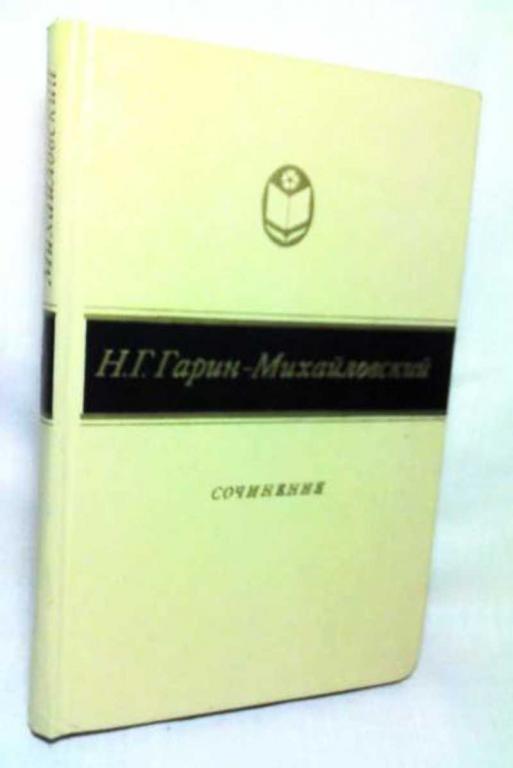 Михайловский
Н.Г. Гарин-Михайловский
СОЧИНЕНИЯ